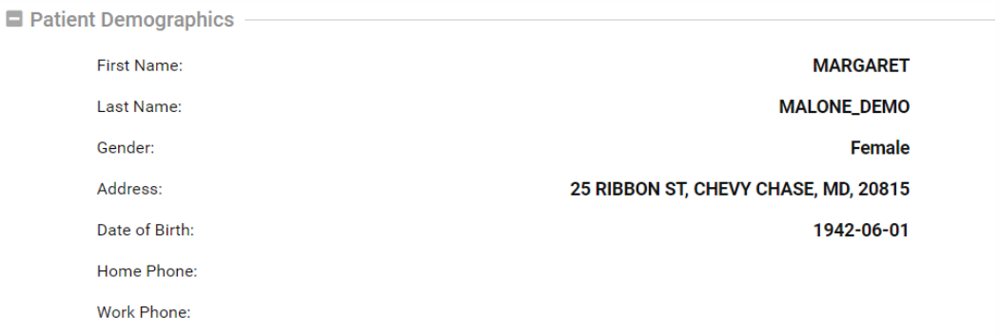 Patient Demographics
First Name: MARGARET
Last Name: MALONE_DEMO
Gender: Female
Address: 25 RIBBON ST, CHEVY CHASE, MD, 20815
Date of Birth: 1942-06-01
Home Phone:
Work Phone: